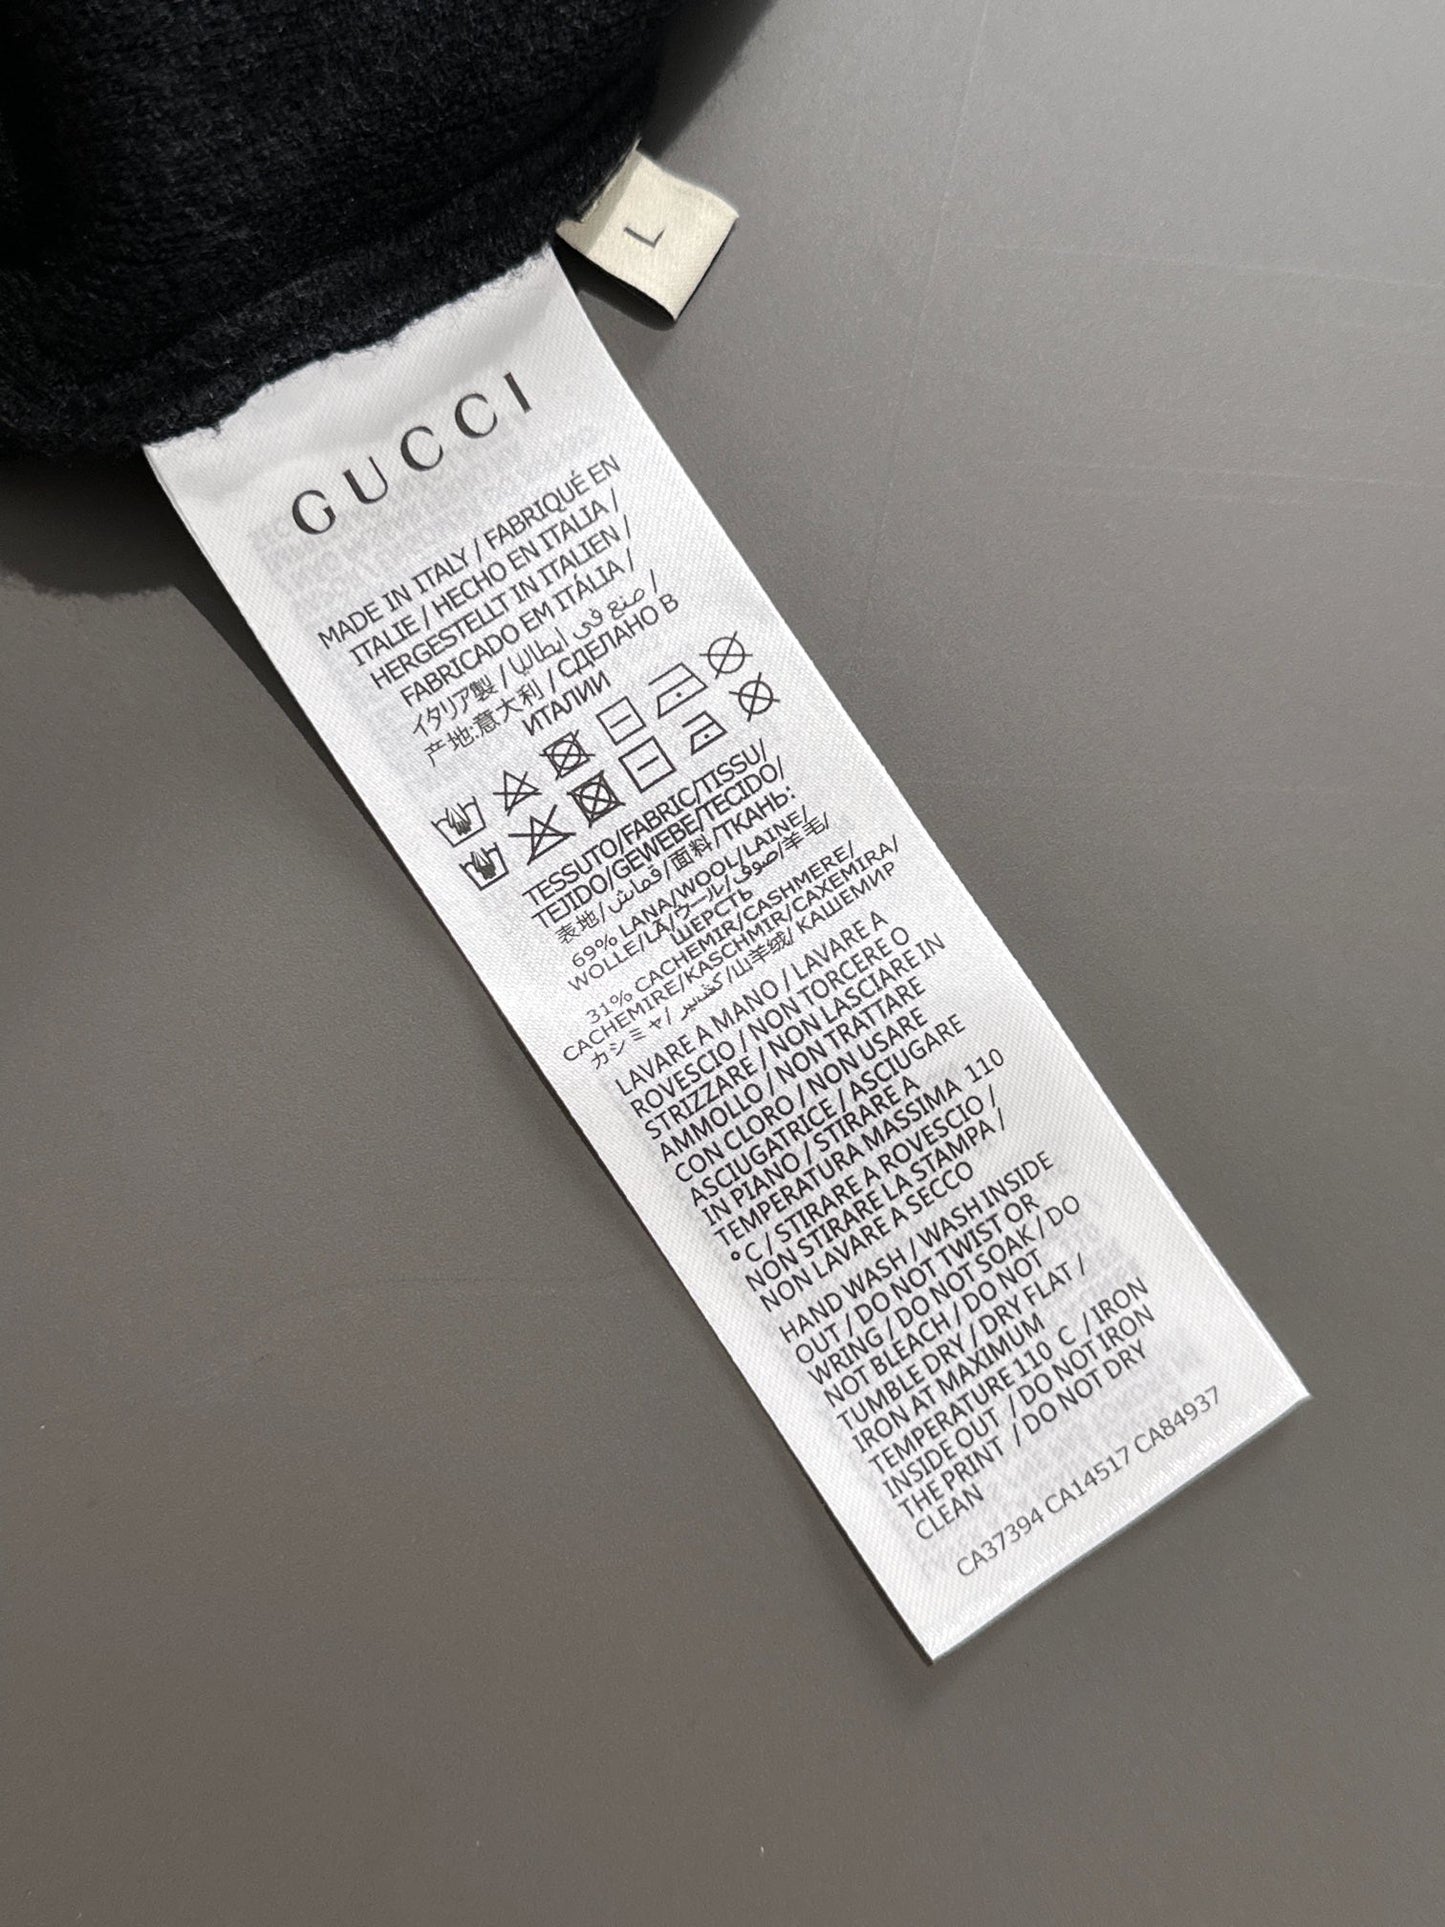 L
GUCCI
MADE IN ITALY / FABRIQUÉ EN
ITALIE / HECHO EN ITALIA /
HERGESTELLT IN ITALIEN /
FABRICADO EM ITÁLIA /
イタリア製 / صنع في ايطاليا /
产地:意大利 / СДЕЛАНО В
ИТАЛИИ
TESSUTO/FABRIC/TISSU/
TEJIDO/GEWEBE/TECIDO/
表地/قماش/面料/ТКАНЬ:
69% LANA/WOOL/LAINE/
WOLLE/LÃ/ウール/صوف/羊毛/
ШЕРСТЬ
31% CACHEMIR/CASHMERE/
CACHEMIRE/KASCHMIR/CAXEMIRA/
カシミヤ/كشمير/山羊绒/ КАШЕМИР
LAVARE A MANO / LAVARE A
ROVESCIO / NON TORCERE O
STRIZZARE / NON LASCIARE IN
AMMOLLO / NON TRATTARE
CON CLORO / NON USARE
ASCIUGATRICE / ASCIUGARE
IN PIANO / STIRARE A
TEMPERATURA MASSIMA 110
°C / STIRARE A ROVESCIO /
NON STIRARE LA STAMPA /
NON LAVARE A SECCO
HAND WASH / WASH INSIDE
OUT / DO NOT TWIST OR
WRING / DO NOT SOAK / DO
NOT BLEACH / DO NOT
TUMBLE DRY / DRY FLAT /
IRON AT MAXIMUM
TEMPERATURE 110 C / IRON
INSIDE OUT / DO NOT IRON
THE PRINT / DO NOT DRY
CLEAN
CA37394 CA14517 CA84937